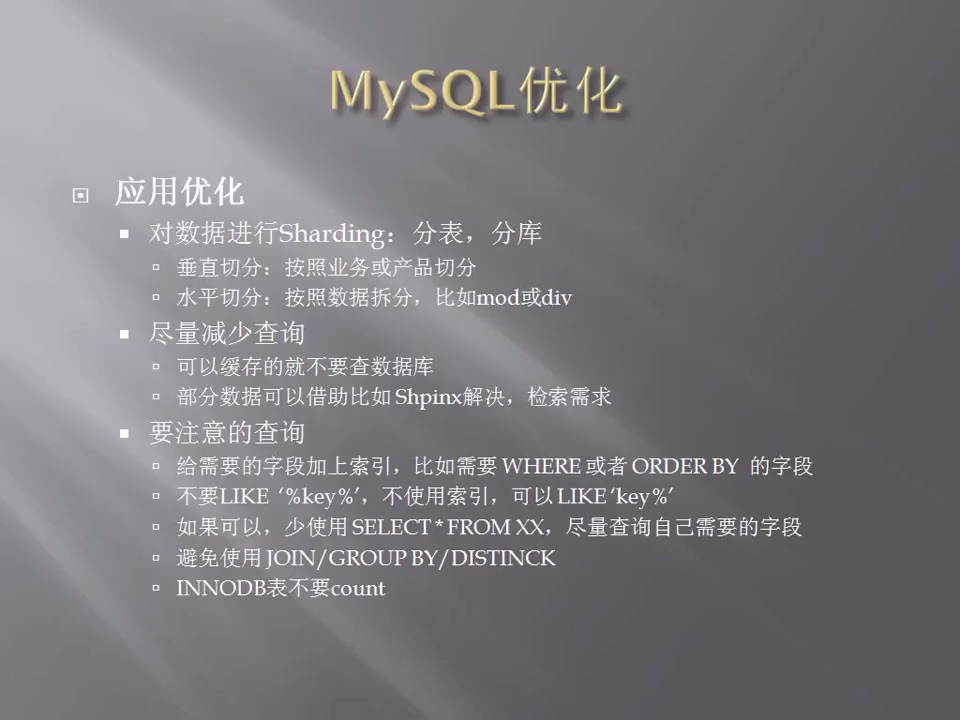 MySQL优化
应用优化
对数据进行Sharding：分表，分库
垂直切分：按照业务或产品切分
水平切分：按照数据拆分，比如mod或div
尽量减少查询
可以缓存的就不要查数据库
部分数据可以借助比如 Shpinx解决，检索需求
要注意的查询
给需要的字段加上索引，比如需要 WHERE 或者 ORDER BY 的字段
不要LIKE ‘%key%’，不使用索引，可以 LIKE ‘key%’
如果可以，少使用 SELECT * FROM XX，尽量查询自己需要的字段
避免使用 JOIN/GROUP BY/DISTINCK
INNODB表不要count